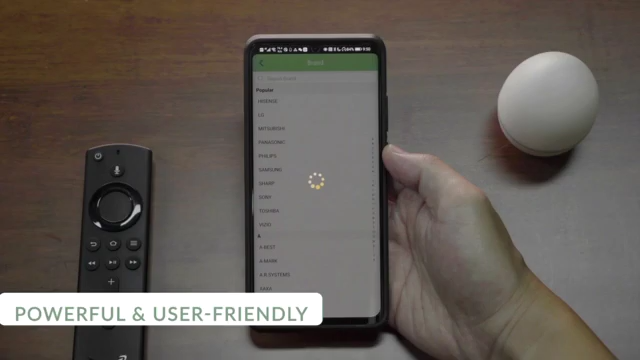 Brand
Popular
HISENSE
LG
MITSUBISHI
PANASONIC
PHILIPS
SAMSUNG
SHARP
SONY
TOSHIBA
VIZIO
A
A-BEST
A-MARK
A.R.SYSTEMS
POWERFUL & USER-FRIENDLY